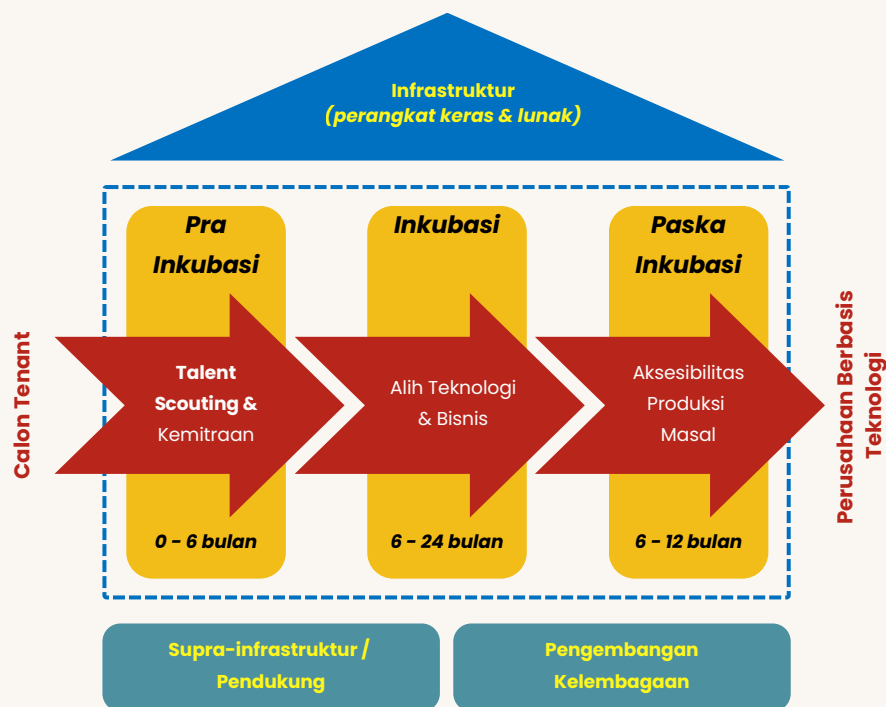 Infrastruktur
(perangkat keras & lunak)
Pra
Inkubasi
Inkubasi
Paska
Inkubasi
Calon Tenant
Talent
Scouting &
Kemitraan
Alih Teknologi
& Bisnis
Aksesibilitas
Produksi
Masal
Perusahaan Berbasis
Teknologi
0 - 6 bulan
6 - 24 bulan
6 - 12 bulan
Supra-infrastruktur /
Pendukung
Pengembangan
Kelembagaan